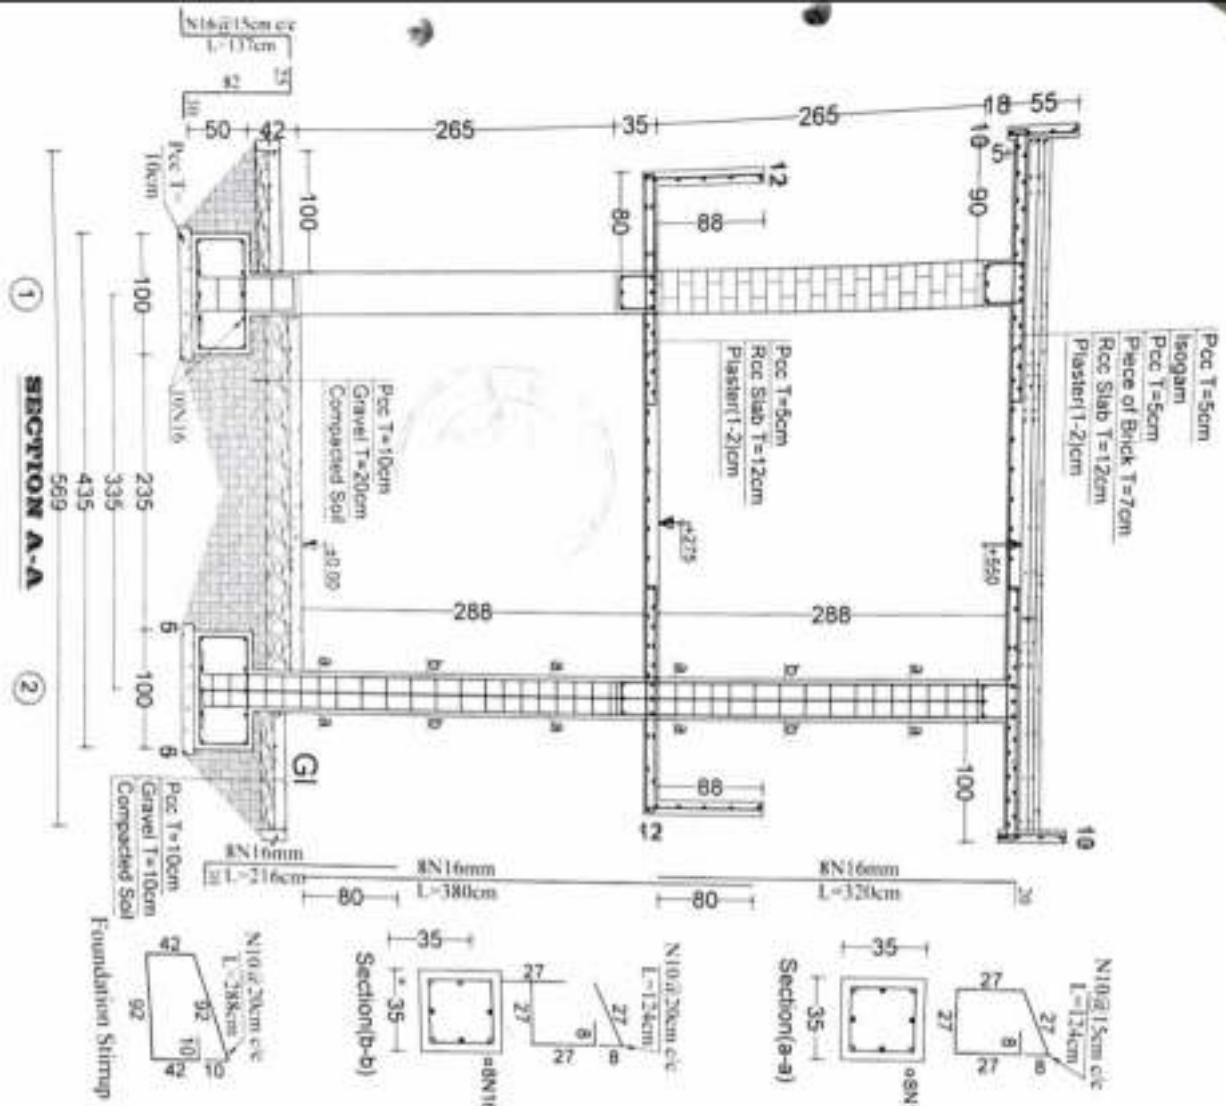 N16@15cm c/c
L=137cm
82
50
42
265
35
265
18
55
Pcc T=
10cm
100
80
12
88
10
5
90
100
10N16
Pcc T=5cm
Isogam
Pcc T=5cm
Piece of Brick T=7cm
Rcc Slab T=12cm
Plaster(1-2)cm
Pcc T=5cm
Rcc Slab T=12cm
Plaster(1-2)cm
Pcc T=10cm
Gravel T=20cm
Compacted Soil
±0.00
+275
+550
235
335
435
569
1
SECTION A-A
2
288
288
a
b
a
a
b
a
a
b
a
a
b
a
6
100
6
GI
88
12
100
10
Pcc T=10cm
Gravel T=10cm
Compacted Soil
8N16mm
L=216cm
80
8N16mm
L=380cm
80
8N16mm
L=320cm
20
N10@20cm c/c
L=288cm
42
92
92
10
42
10
Foundation Stirrup
35
35
Section(b-b)
N10@20cm c/c
L=124cm
27
27
27
8
27
8
35
35
Section(a-a)
N10@15cm c/c
L=124cm
27
27
27
8
27
8